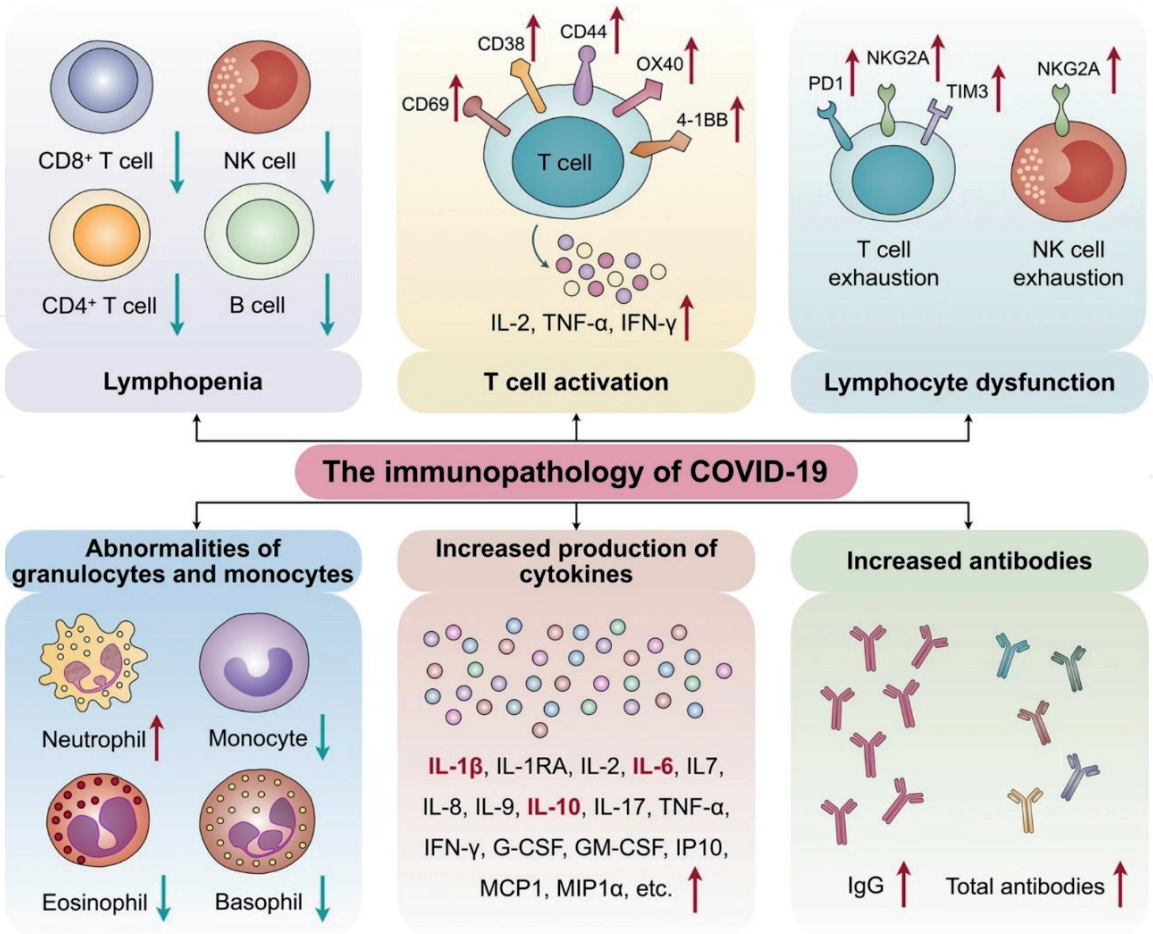 CD8⁺ T cell
NK cell
CD4⁺ T cell
B cell
Lymphopenia
CD69
CD38
CD44
OX40
4-1BB
T cell
IL-2, TNF-α, IFN-γ
T cell activation
PD1
NKG2A
TIM3
NKG2A
T cell
exhaustion
NK cell
exhaustion
Lymphocyte dysfunction
The immunopathology of COVID-19
Abnormalities of
granulocytes and monocytes
Neutrophil
Monocyte
Eosinophil
Basophil
Increased production of
cytokines
IL-1β, IL-1RA, IL-2, IL-6, IL7,
IL-8, IL-9, IL-10, IL-17, TNF-α,
IFN-γ, G-CSF, GM-CSF, IP10,
MCP1, MIP1α, etc.
Increased antibodies
IgG
Total antibodies